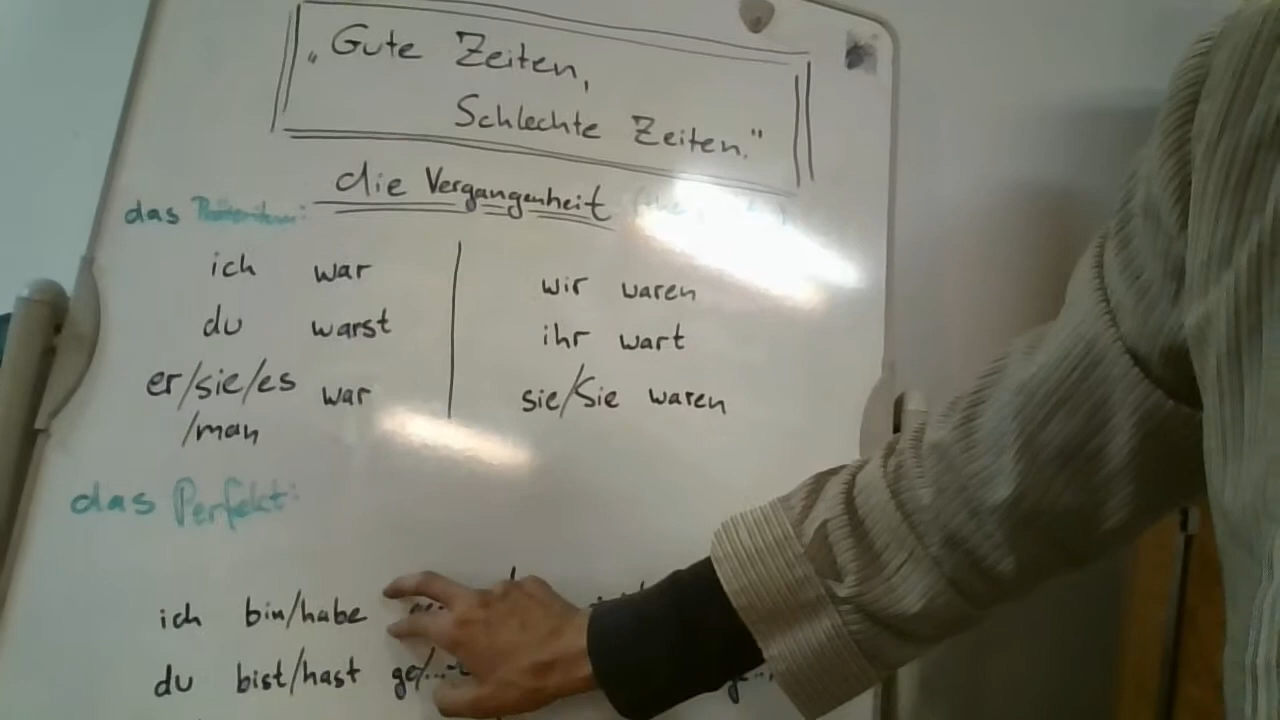 „Gute Zeiten,
Schlechte Zeiten."
die Vergangenheit
das
ich war
du warst
er/sie/es war
/man
wir waren
ihr wart
sie/Sie waren
das Perfekt:
ich bin/habe
du bist/hast ge/...-t